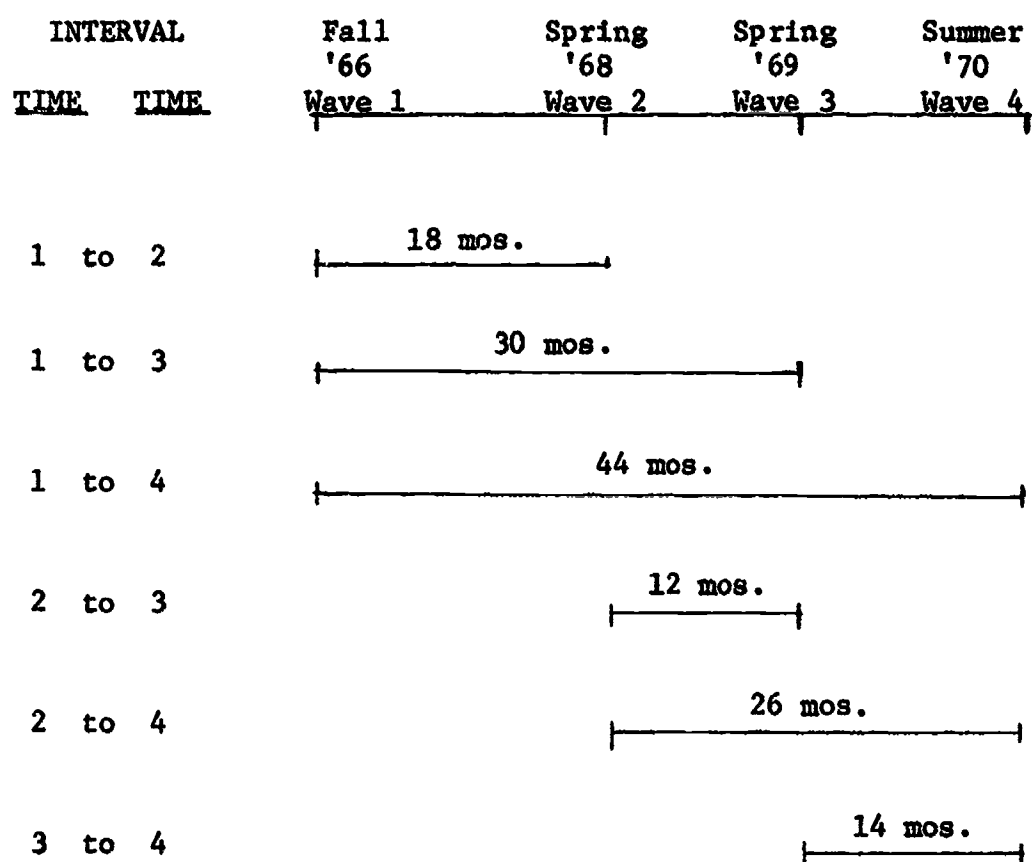 INTERVAL Fall Spring Spring Summer
'66 '68 '69 '70
TIME TIME Wave 1 Wave 2 Wave 3 Wave 4
18 mos.
1 to 2
30 mos.
1 to 3
44 mos.
1 to 4
12 mos.
2 to 3
26 mos.
2 to 4
14 mos.
3 to 4